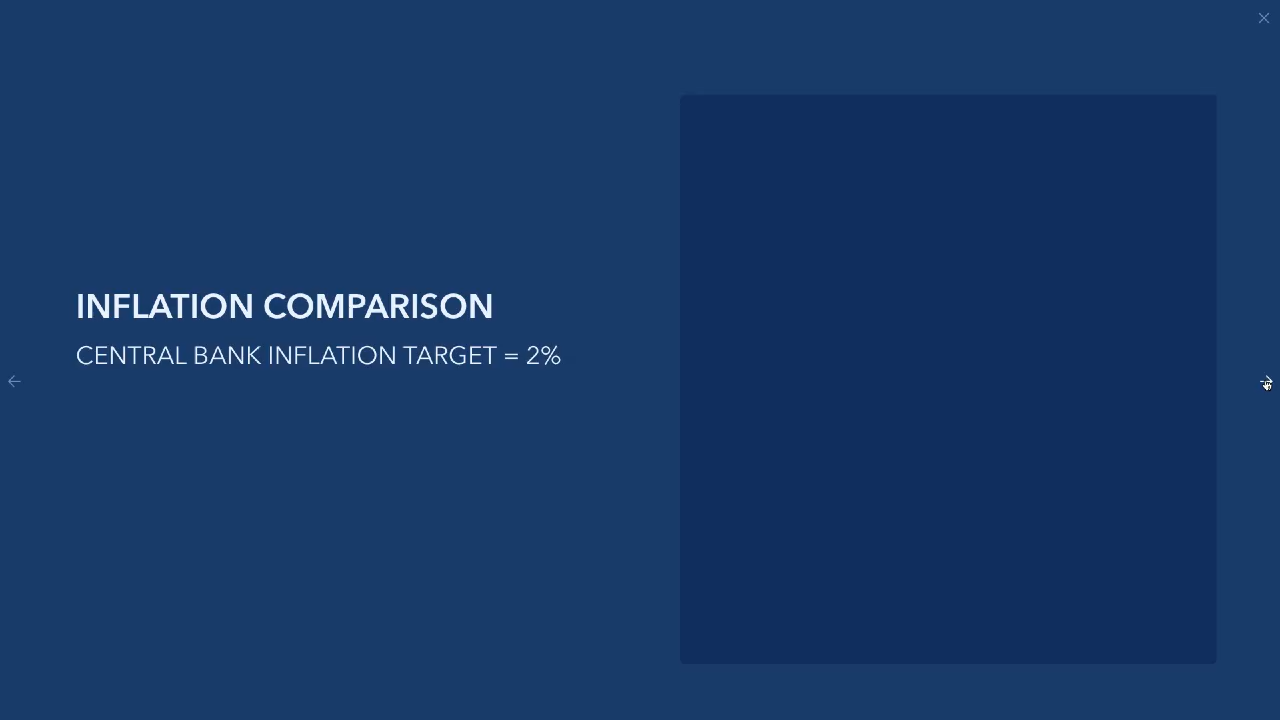 INFLATION COMPARISON
CENTRAL BANK INFLATION TARGET = 2%